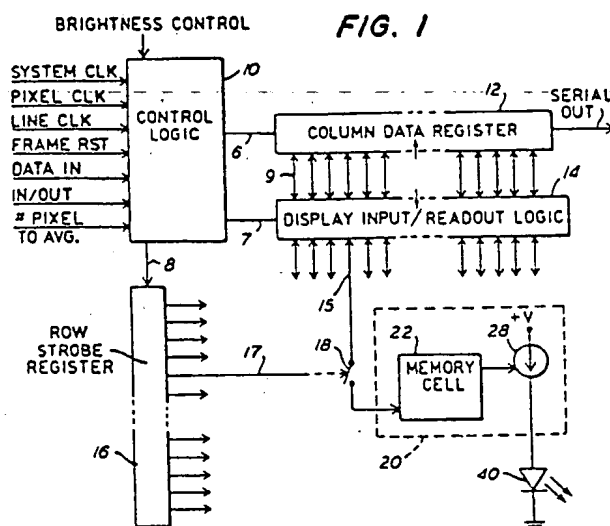 BRIGHTNESS CONTROL
FIG. 1
10
SYSTEM CLK
PIXEL CLK
LINE CLK
FRAME RST
DATA IN
IN/OUT
# PIXEL
TO AVG.
CONTROL
LOGIC
12
SERIAL
OUT
COLUMN DATA REGISTER
6
9
14
DISPLAY INPUT/READOUT LOGIC
7
8
15
ROW
STROBE
REGISTER
16
17
18
22
MEMORY
CELL
+V
28
20
40